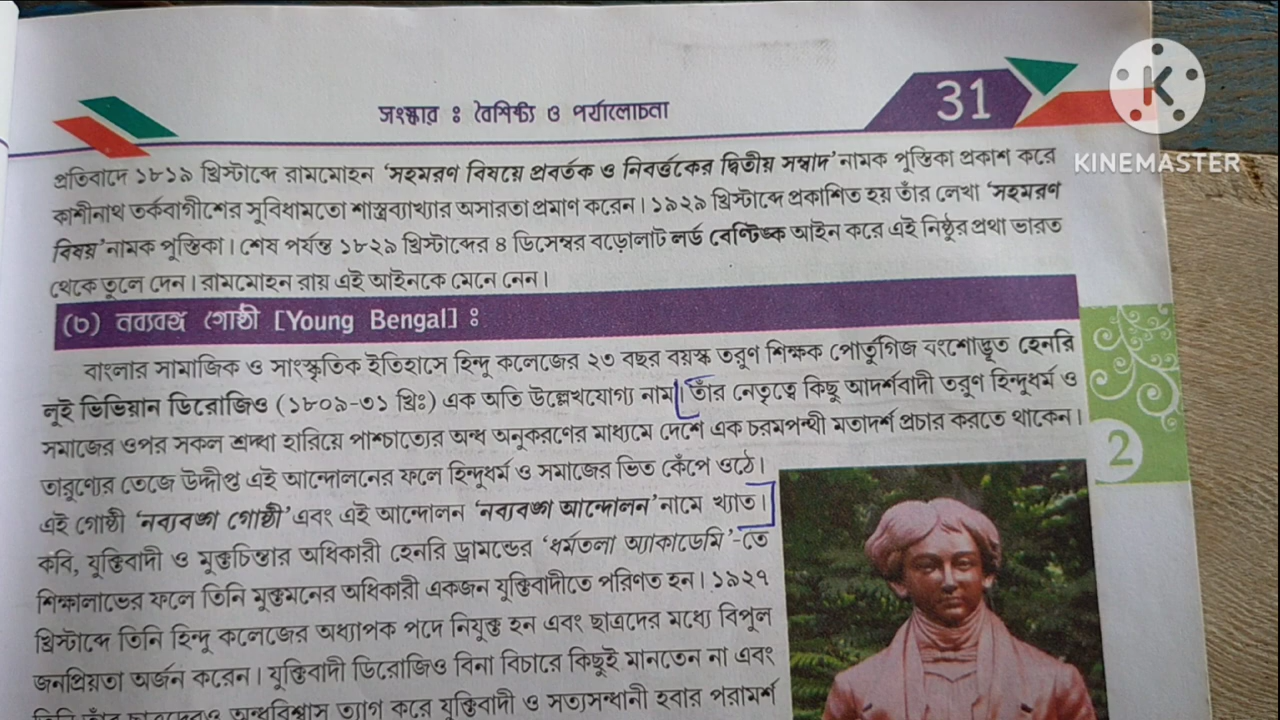 সংস্কার : বৈশিষ্ট্য ও পর্যালোচনা
31
KINEMASTER
প্রতিবাদে ১৮১৯ খ্রিস্টাব্দে রামমোহন 'সহমরণ বিষয়ে প্রবর্তক ও নিবর্তকের দ্বিতীয় সম্বাদ' নামক পুস্তিকা প্রকাশ করে
কাশীনাথ তর্কবাগীশের সুবিধামতো শাস্ত্রব্যাখ্যার অসারতা প্রমাণ করেন। ১৯২৯ খ্রিস্টাব্দে প্রকাশিত হয় তাঁর লেখা 'সহমরণ
বিষয়' নামক পুস্তিকা। শেষ পর্যন্ত ১৮২৯ খ্রিস্টাব্দের ৪ ডিসেম্বর বড়োলাট লর্ড বেন্টিঙ্ক আইন করে এই নিষ্ঠুর প্রথা ভারত
থেকে তুলে দেন। রামমোহন রায় এই আইনকে মেনে নেন।
(b) নব্যবঙ্গ গোষ্ঠী [Young Bengal] :
বাংলার সামাজিক ও সাংস্কৃতিক ইতিহাসে হিন্দু কলেজের ২৩ বছর বয়স্ক তরুণ শিক্ষক পোর্তুগিজ বংশোদ্ভূত হেনরি
লুই ভিভিয়ান ডিরোজিও (১৮০৯-৩১ খ্রিঃ) এক অতি উল্লেখযোগ্য নাম। তাঁর নেতৃত্বে কিছু আদর্শবাদী তরুণ হিন্দুধর্ম ও
সমাজের ওপর সকল শ্রদ্ধা হারিয়ে পাশ্চাত্যের অন্ধ অনুকরণের মাধ্যমে দেশে এক চরমপন্থী মতাদর্শ প্রচার করতে থাকেন।
তারুণ্যের তেজে উদ্দীপ্ত এই আন্দোলনের ফলে হিন্দুধর্ম ও সমাজের ভিত কেঁপে ওঠে।
2
এই গোষ্ঠী 'নব্যবঙ্গ গোষ্ঠী' এবং এই আন্দোলন 'নব্যবঙ্গ আন্দোলন' নামে খ্যাত।
কবি, যুক্তিবাদী ও মুক্তচিন্তার অধিকারী হেনরি ড্রামন্ডের 'ধর্মতলা অ্যাকাডেমি'-তে
শিক্ষালাভের ফলে তিনি মুক্তমনের অধিকারী একজন যুক্তিবাদীতে পরিণত হন। ১৯২৭
খ্রিস্টাব্দে তিনি হিন্দু কলেজের অধ্যাপক পদে নিযুক্ত হন এবং ছাত্রদের মধ্যে বিপুল
জনপ্রিয়তা অর্জন করেন। যুক্তিবাদী ডিরোজিও বিনা বিচারে কিছুই মানতেন না এবং
তিনি তাঁর ছাত্রদেরও অন্ধবিশ্বাস ত্যাগ করে যুক্তিবাদী ও সত্যসন্ধানী হবার পরামর্শ